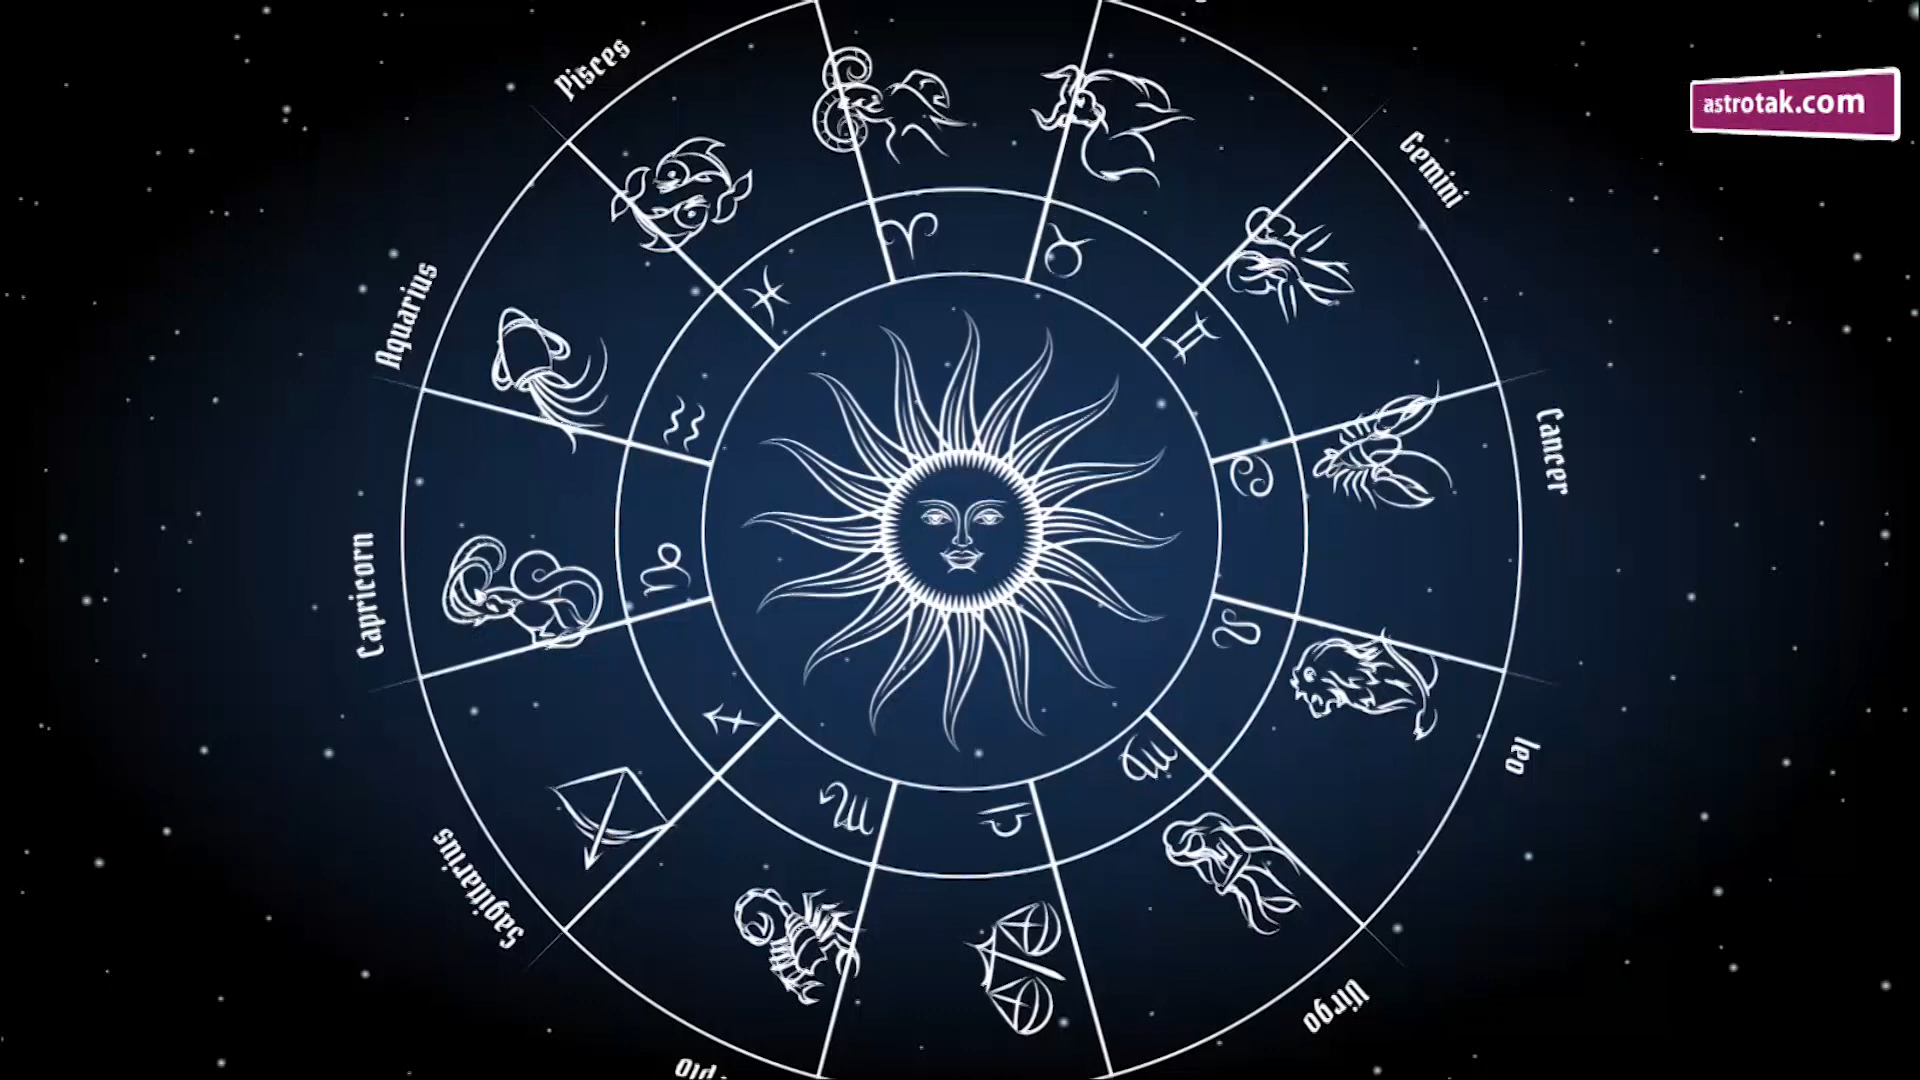 Pisces
astrotak.com
Gemini
Aquarius
Cancer
Capricorn
leo
Sagittarius
Virgo